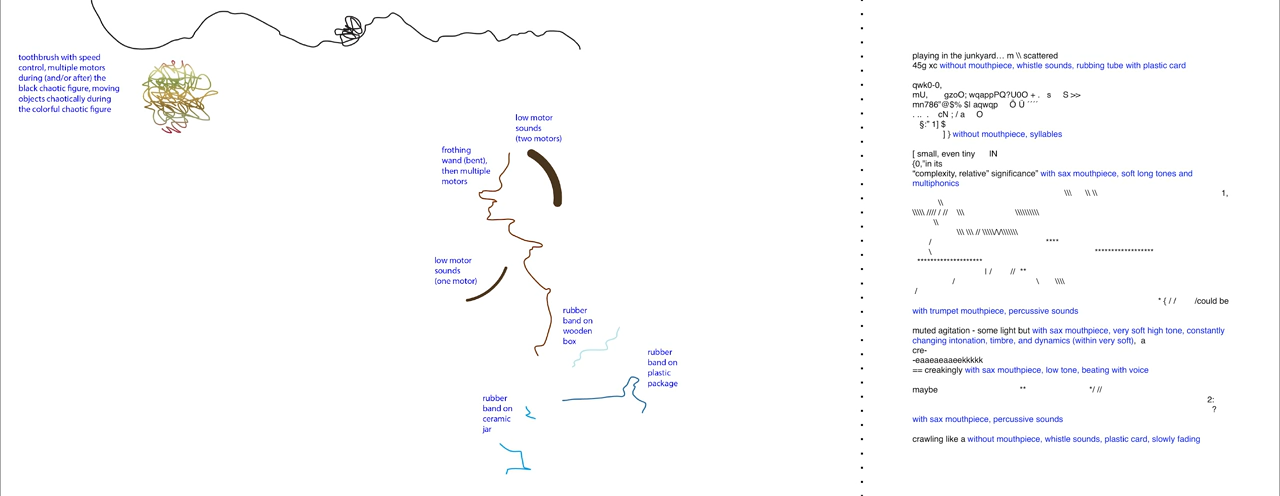 toothbrush with speed
control, multiple motors
during (and/or after) the
black chaotic figure, moving
objects chaotically during
the colorful chaotic figure
low motor
sounds
(two motors)
frothing
wand (bent),
then multiple
motors
low motor
sounds
(one motor)
rubber
band on
wooden
box
rubber
band on
plastic
package
rubber
band on
ceramic
jar
playing in the junkyard… m \\ scattered
45g xc without mouthpiece, whistle sounds, rubbing tube with plastic card
qwk0-0,
mU, gzoO; wqappPQ?U0O + . s S >>
mn786"@$% $l aqwqp Ô Ü ´´´´
. .. . cN ; / a O
§:" 1] $
] } without mouthpiece, syllables
[ small, even tiny IN
{0,"in its
"complexity, relative" significance" with sax mouthpiece, soft long tones and
multiphonics
\\\ \\ \\ 1,
\\
\\\\\ //// / // \\\ \\\\\\\\\\
\\
\\\ \\\ // \\\\\/\/\\\\\\\
/ ****
\ ******************
********************
I / // **
/ \ \\\\
/
* { / / /could be
with trumpet mouthpiece, percussive sounds
muted agitation - some light but with sax mouthpiece, very soft high tone, constantly
changing intonation, timbre, and dynamics (within very soft), a
cre-
-eaaeaeaaeekkkkk
== creakingly with sax mouthpiece, low tone, beating with voice
maybe ** */ //
2:
?
with sax mouthpiece, percussive sounds
crawling like a without mouthpiece, whistle sounds, plastic card, slowly fading